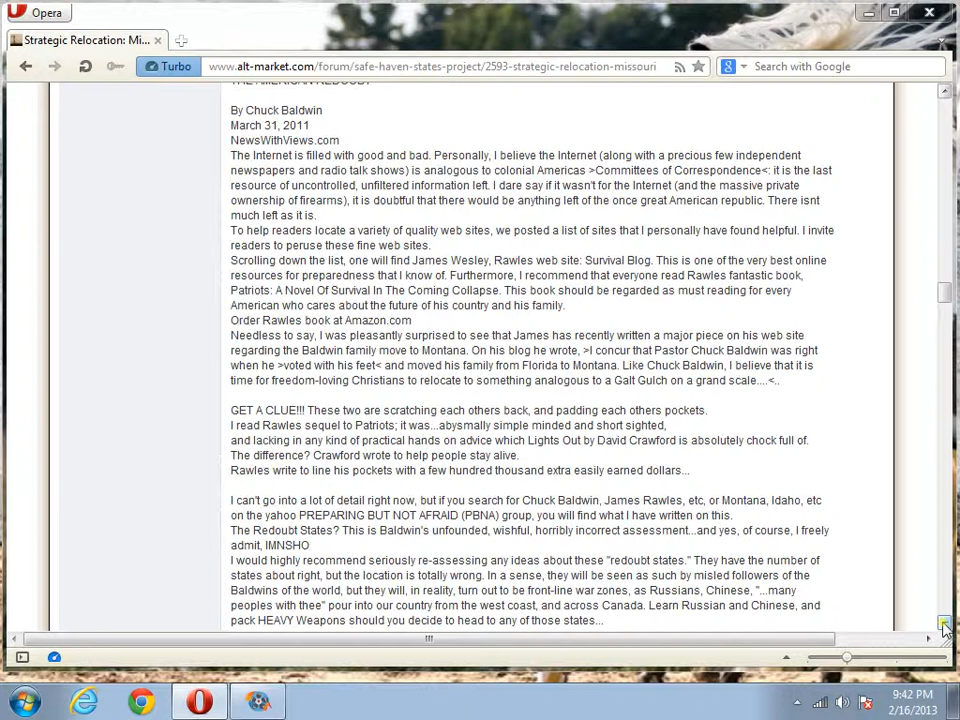 Opera
Strategic Relocation: Mi...
Turbo
www.alt-market.com/forum/safe-haven-states-project/2593-strategic-relocation-missouri
Search with Google
By Chuck Baldwin
March 31, 2011
NewsWithViews.com
The Internet is filled with good and bad. Personally, I believe the Internet (along with a precious few independent
newspapers and radio talk shows) is analogous to colonial Americas >Committees of Correspondence<: it is the last
resource of uncontrolled, unfiltered information left. I dare say if it wasn't for the Internet (and the massive private
ownership of firearms), it is doubtful that there would be anything left of the once great American republic. There isnt
much left as it is.
To help readers locate a variety of quality web sites, we posted a list of sites that I personally have found helpful. I invite
readers to peruse these fine web sites.
Scrolling down the list, one will find James Wesley, Rawles web site: Survival Blog. This is one of the very best online
resources for preparedness that I know of. Furthermore, I recommend that everyone read Rawles fantastic book,
Patriots: A Novel Of Survival In The Coming Collapse. This book should be regarded as must reading for every
American who cares about the future of his country and his family.
Order Rawles book at Amazon.com
Needless to say, I was pleasantly surprised to see that James has recently written a major piece on his web site
regarding the Baldwin family move to Montana. On his blog he wrote, >I concur that Pastor Chuck Baldwin was right
when he >voted with his feet< and moved his family from Florida to Montana. Like Chuck Baldwin, I believe that it is
time for freedom-loving Christians to relocate to something analogous to a Galt Gulch on a grand scale....<..
GET A CLUE!!! These two are scratching each others back, and padding each others pockets.
I read Rawles sequel to Patriots; it was...abysmally simple minded and short sighted,
and lacking in any kind of practical hands on advice which Lights Out by David Crawford is absolutely chock full of.
The difference? Crawford wrote to help people stay alive.
Rawles write to line his pockets with a few hundred thousand extra easily earned dollars...
I can't go into a lot of detail right now, but if you search for Chuck Baldwin, James Rawles, etc, or Montana, Idaho, etc
on the yahoo PREPARING BUT NOT AFRAID (PBNA) group, you will find what I have written on this.
The Redoubt States? This is Baldwin's unfounded, wishful, horribly incorrect assessment...and yes, of course, I freely
admit, IMNSHO
I would highly recommend seriously re-assessing any ideas about these "redoubt states." They have the number of
states about right, but the location is totally wrong. In a sense, they will be seen as such by misled followers of the
Baldwins of the world, but they will, in reality, turn out to be front-line war zones, as Russians, Chinese, "...many
peoples with thee" pour into our country from the west coast, and across Canada. Learn Russian and Chinese, and
pack HEAVY Weapons should you decide to head to any of those states...
9:42 PM
2/16/2013